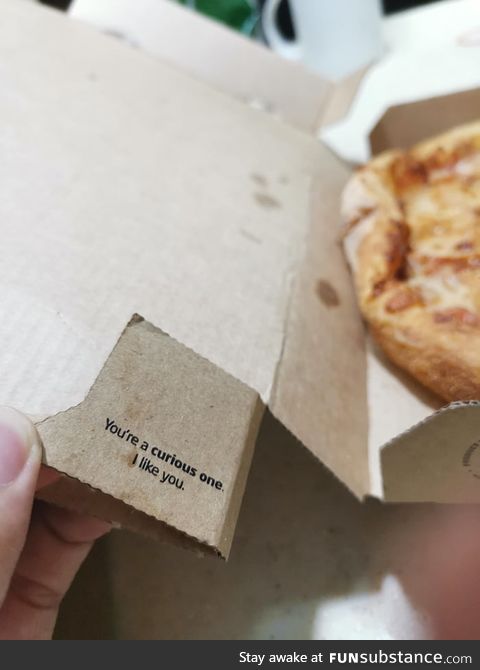 You're a curious one.
I like you.
Stay awake at FUNsubstance.com